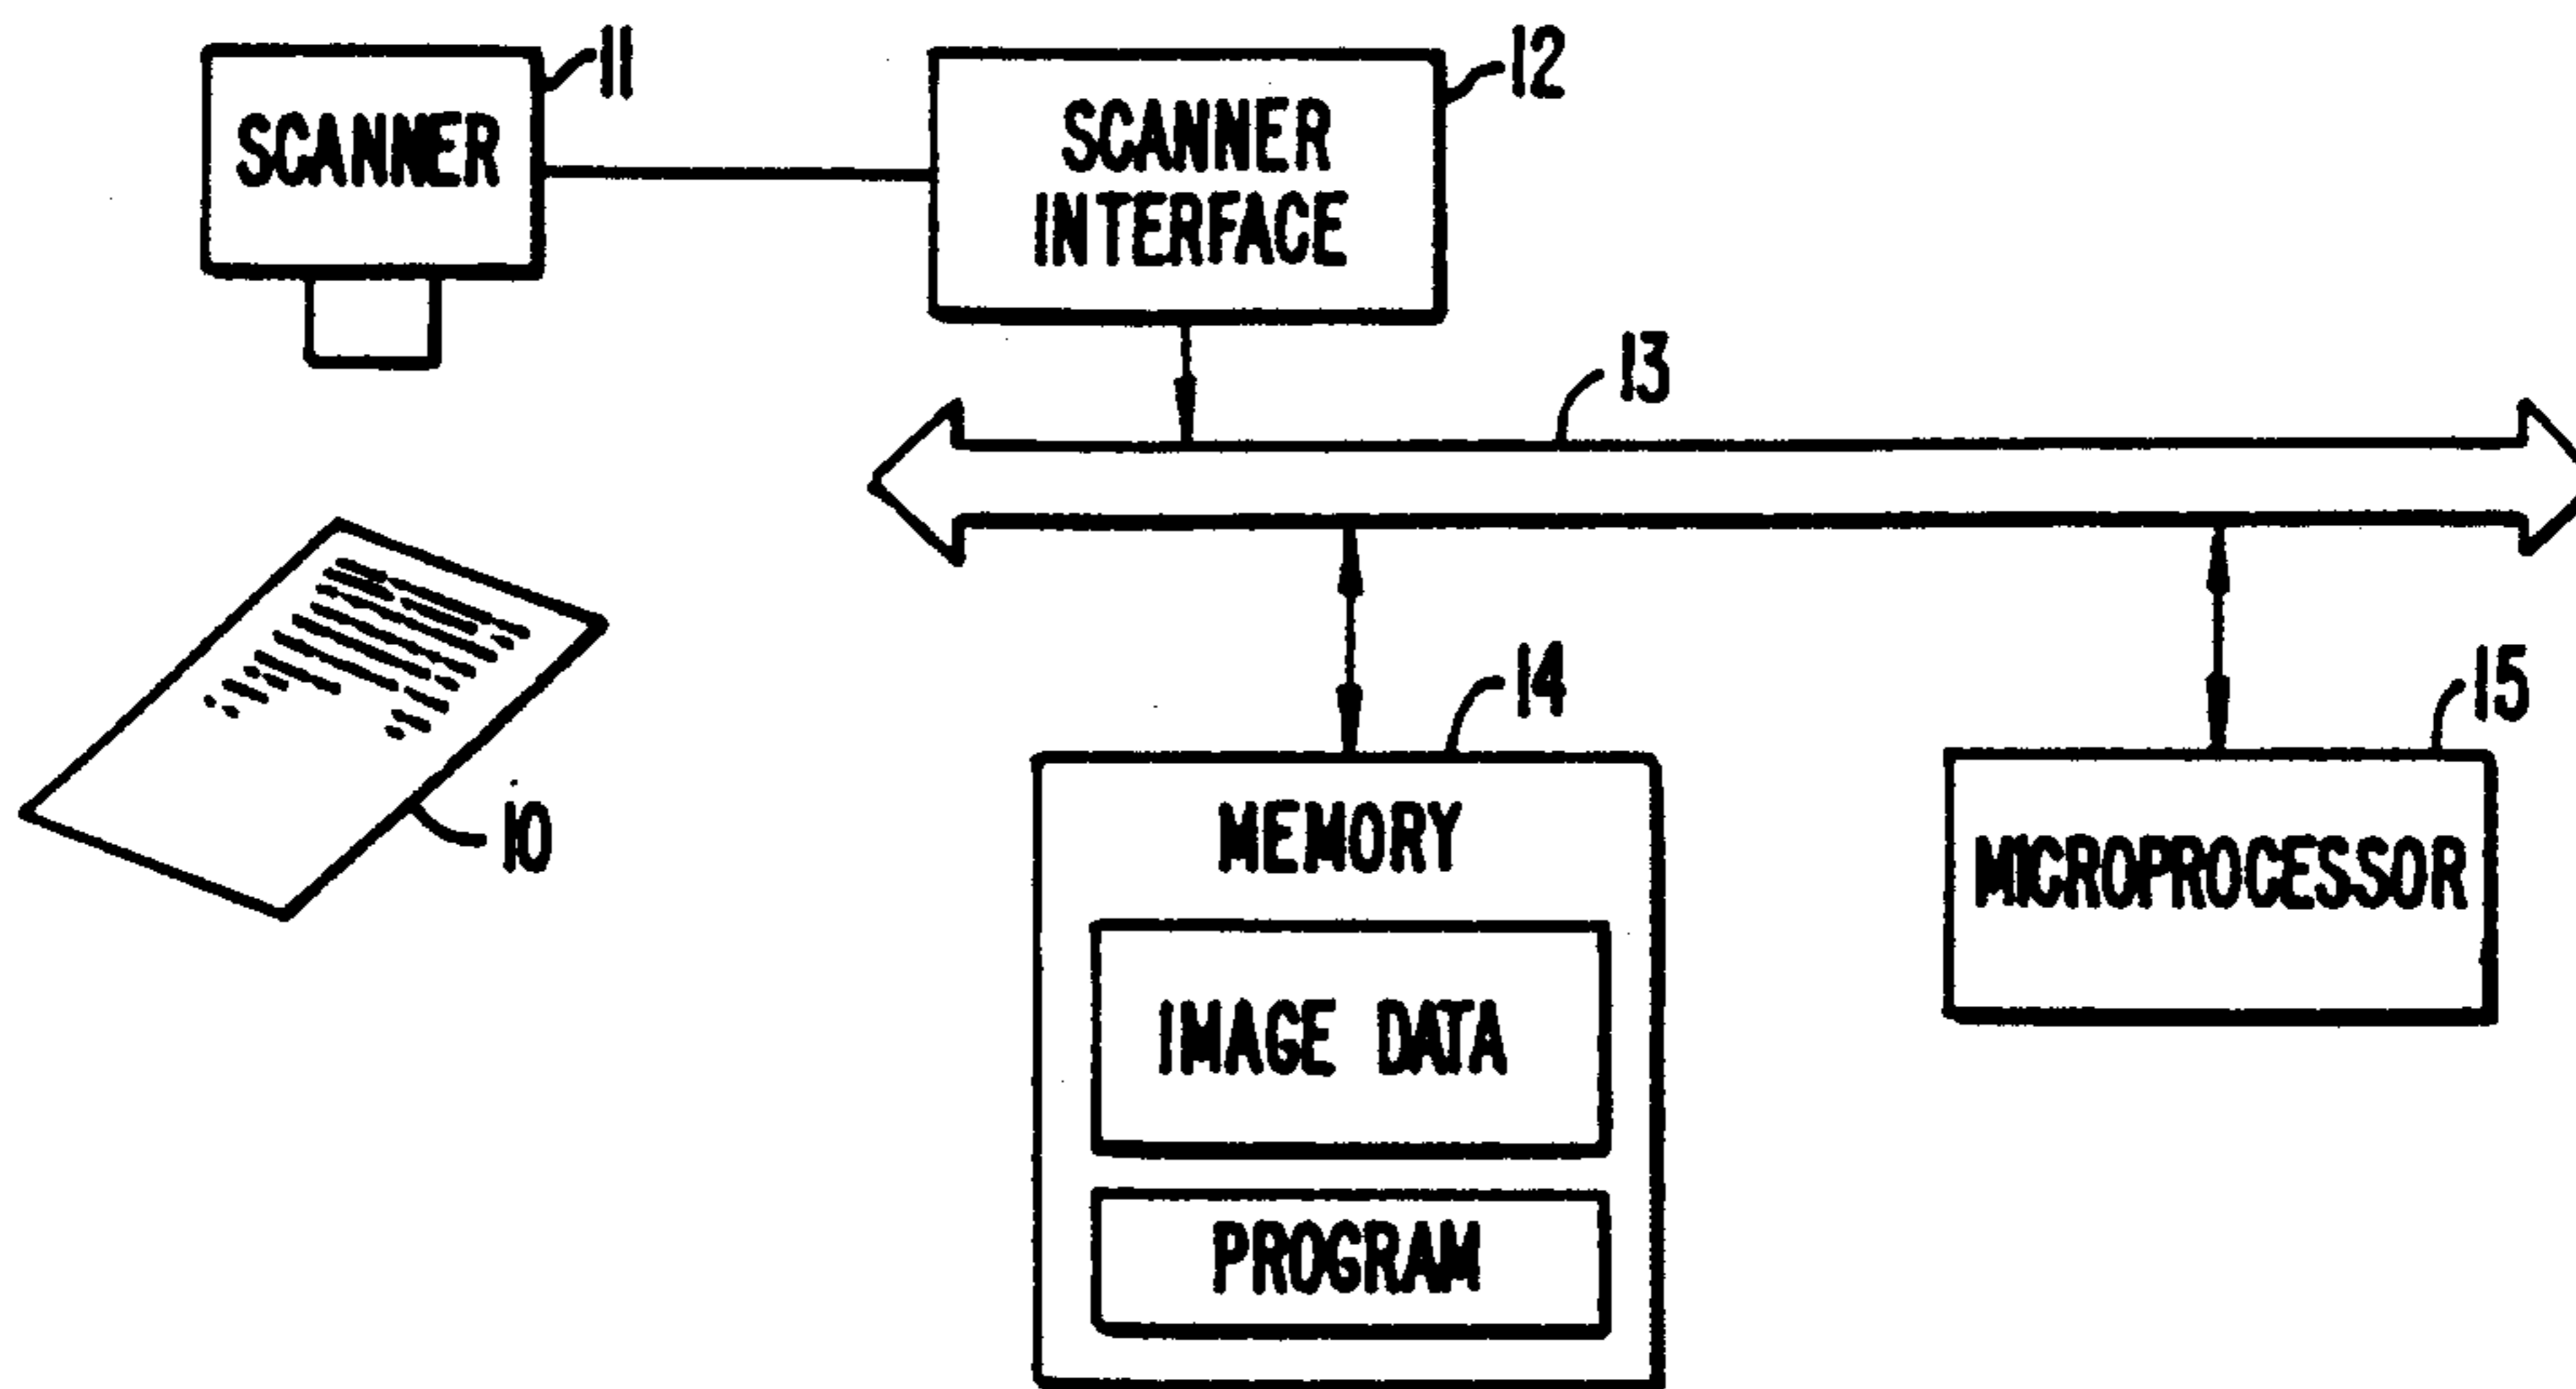 11
SCANNER
12
SCANNER
INTERFACE
13
10
14
MEMORY
IMAGE DATA
PROGRAM
15
MICROPROCESSOR